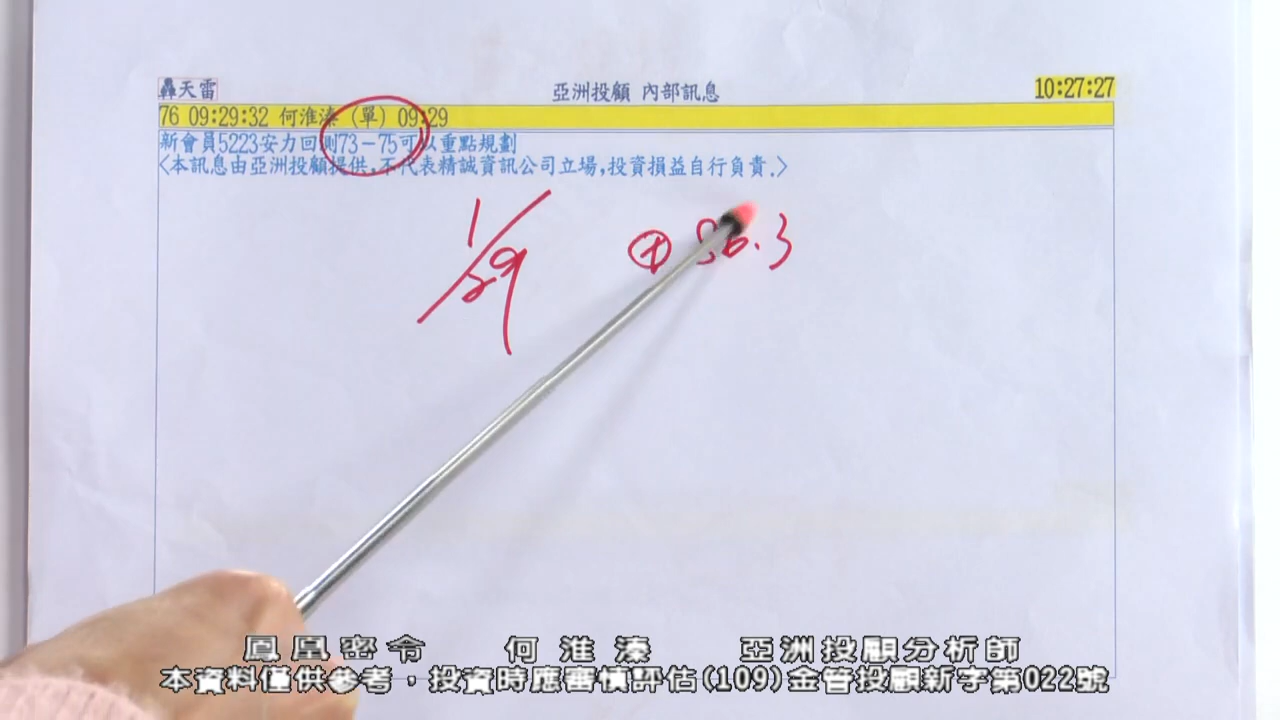 轟天雷 亞洲投顧 內部訊息 10:27:27
76 09:29:32 何淮溱 (單) 09:29
新會員5223安力回測73-75可以重點規劃
<本訊息由亞洲投顧提供,不代表精誠資訊公司立場,投資損益自行負責.>
1/29 + 36.3
鳳凰密令 何淮溱 亞洲投顧分析師
本資料僅供參考,投資時應審慎評估(109)金管投顧新字第022號